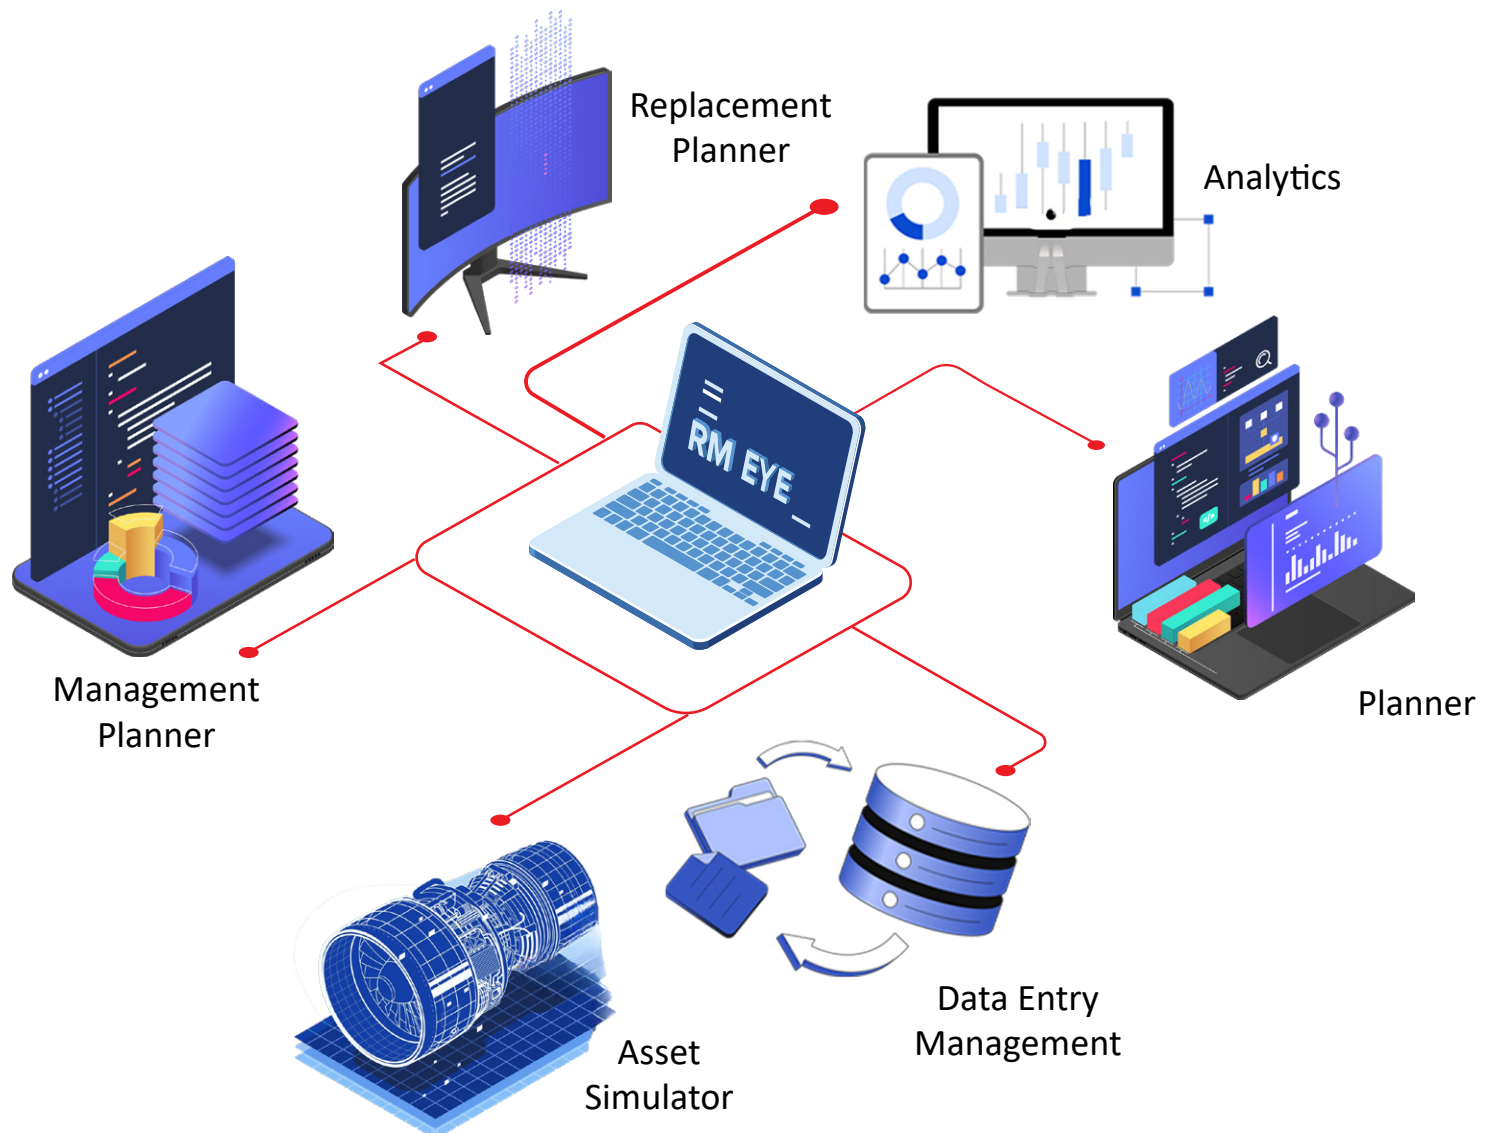 Replacement
Planner
Analytics
RM EYE_
Management
Planner
Planner
Data Entry
Management
Asset
Simulator